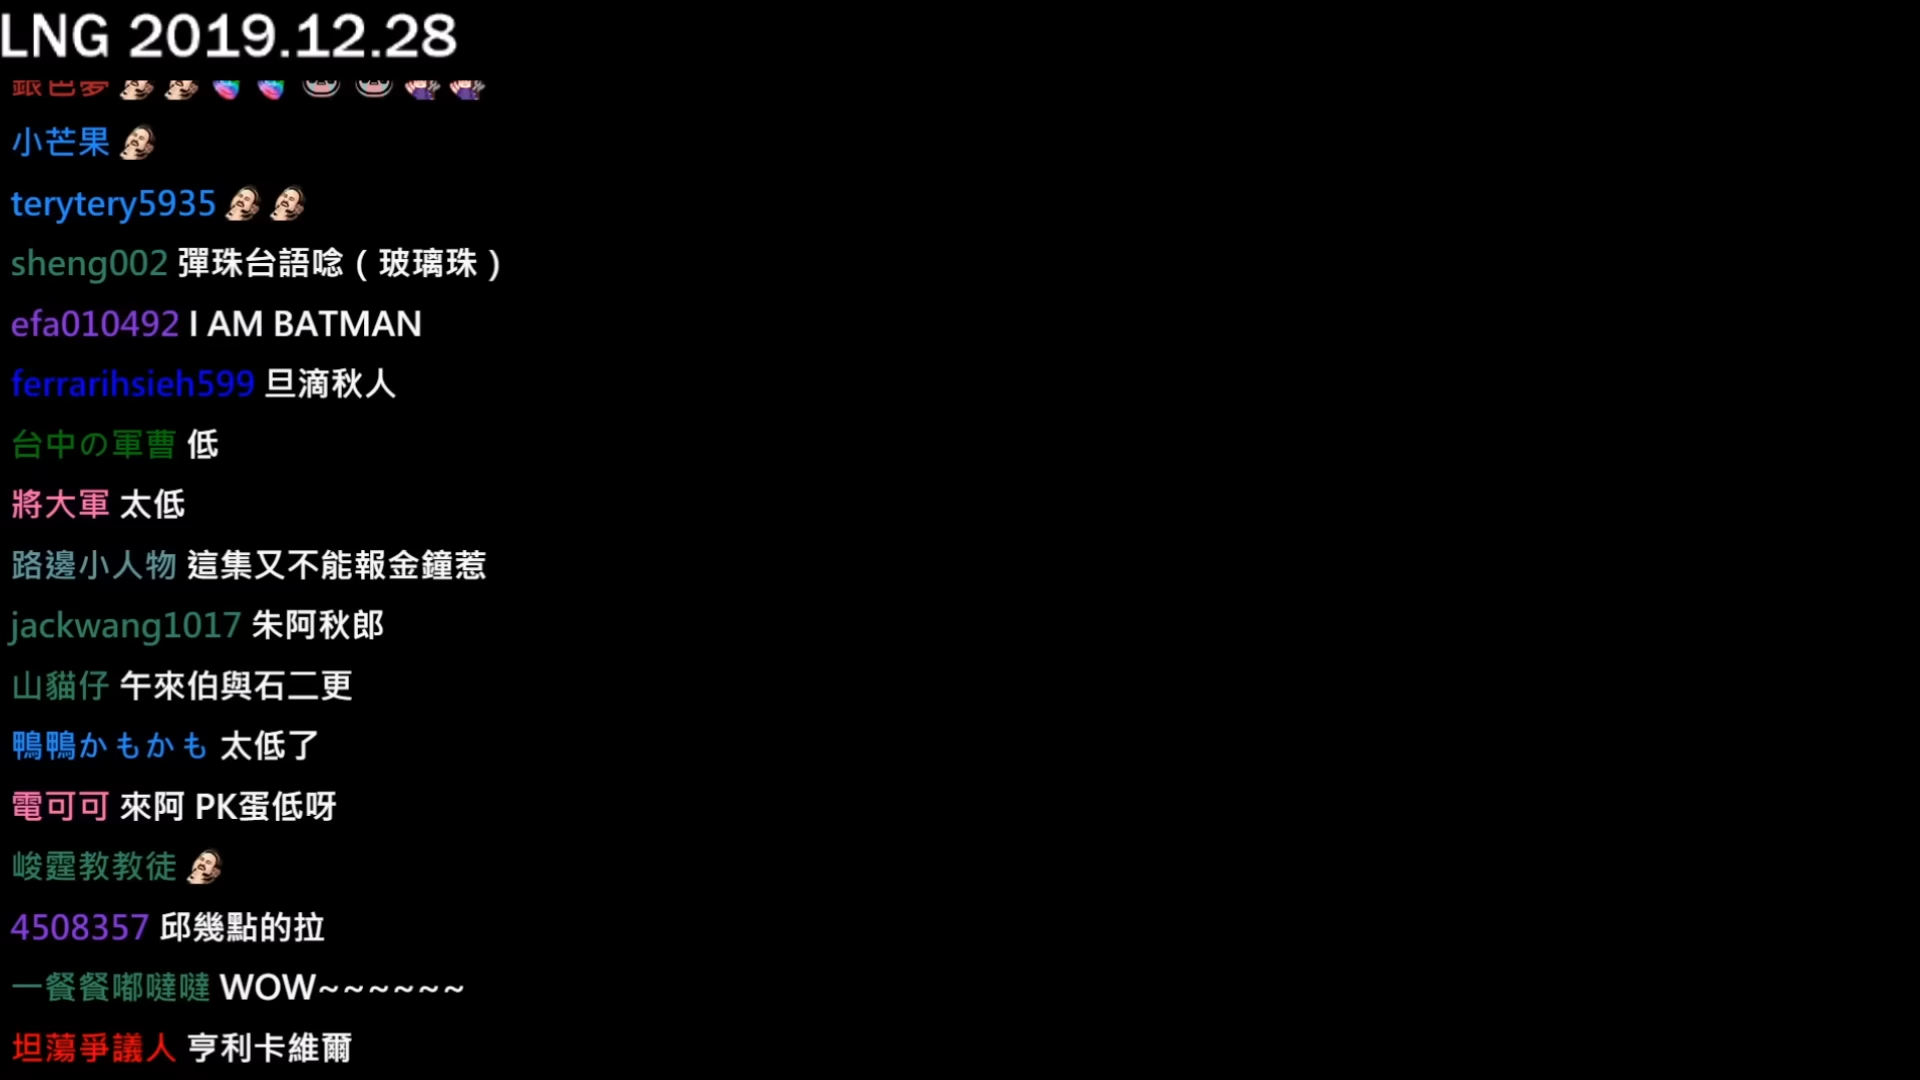 LNG 2019.12.28
銀色夢
小芒果
terytery5935
sheng002 彈珠台語唸（玻璃珠）
efa010492 I AM BATMAN
ferrarihsieh599 旦滴秋人
台中の軍曹 低
將大軍 太低
路邊小人物 這集又不能報金鐘惹
jackwang1017 朱阿秋郎
山貓仔 午來伯與石二更
鴨鴨かもかも 太低了
電可可 來阿 PK蛋低呀
峻霆教教徒
4508357 邱幾點的拉
一餐餐嘟噠噠 WOW~~~~~~
坦蕩爭議人 亨利卡維爾